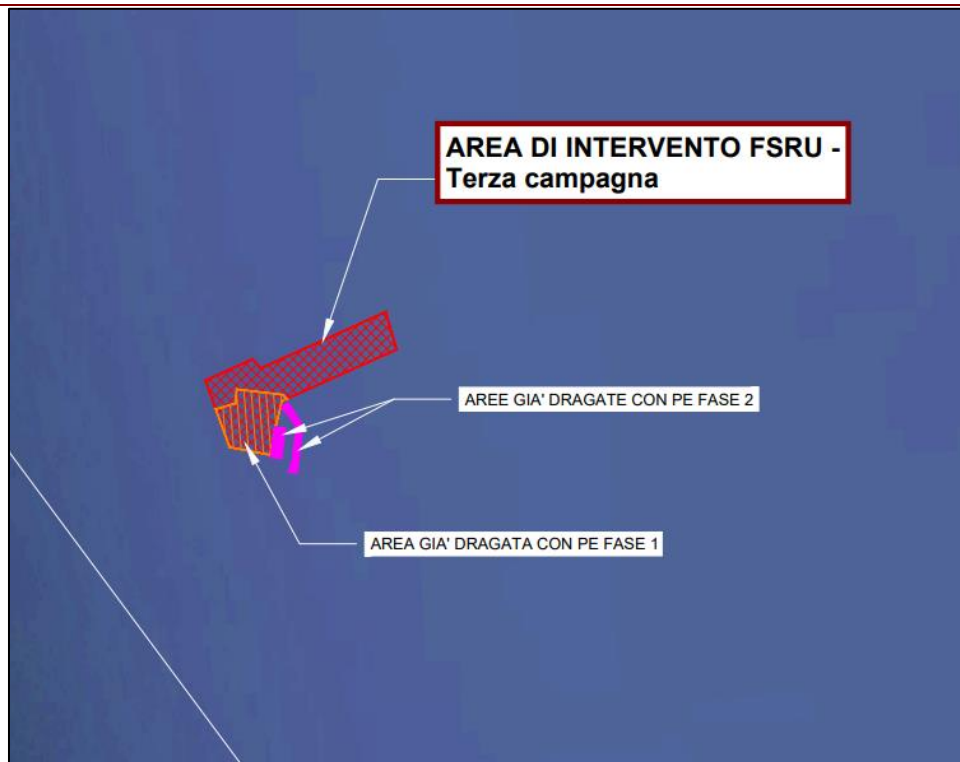 AREA DI INTERVENTO FSRU -
Terza campagna
AREE GIA' DRAGATE CON PE FASE 2
AREA GIA' DRAGATA CON PE FASE 1